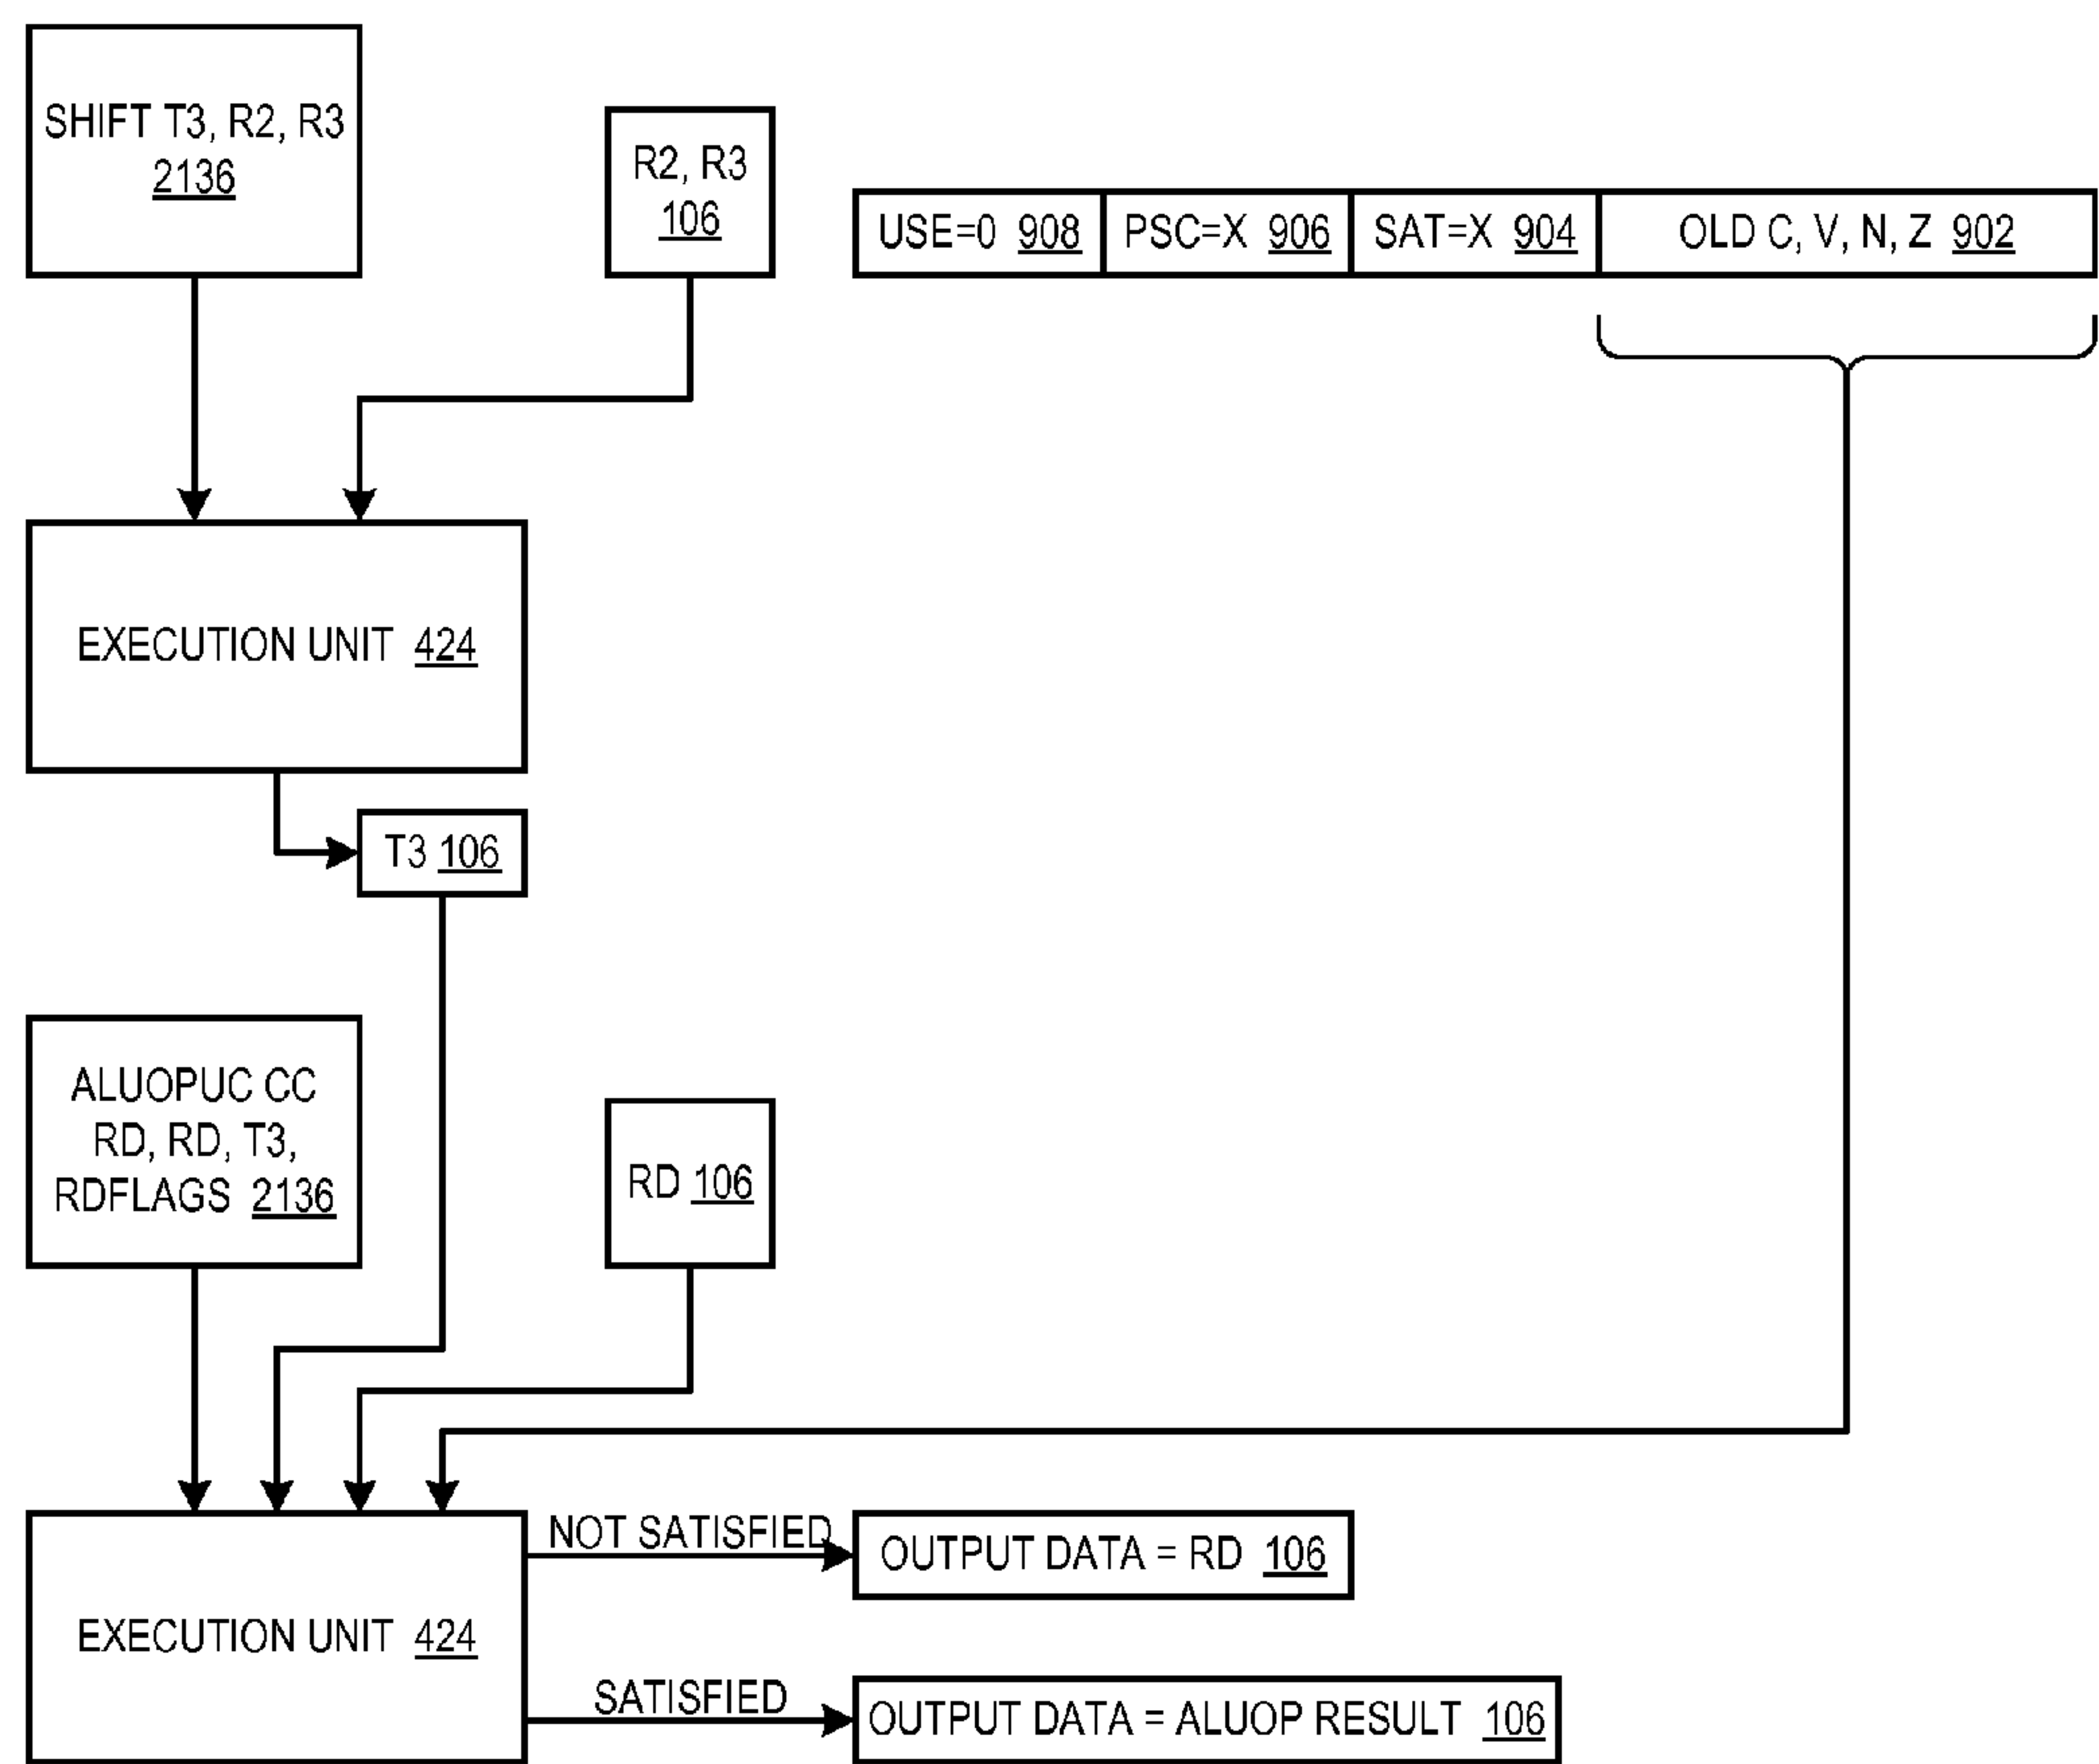 SHIFT T3, R2, R3
2136
R2, R3
106
USE=0 908
PSC=X 906
SAT=X 904
OLD C, V, N, Z 902
EXECUTION UNIT 424
T3 106
ALUOPUC CC
RD, RD, T3,
RDFLAGS 2136
RD 106
NOT SATISFIED
OUTPUT DATA = RD 106
EXECUTION UNIT 424
SATISFIED
OUTPUT DATA = ALUOP RESULT 106